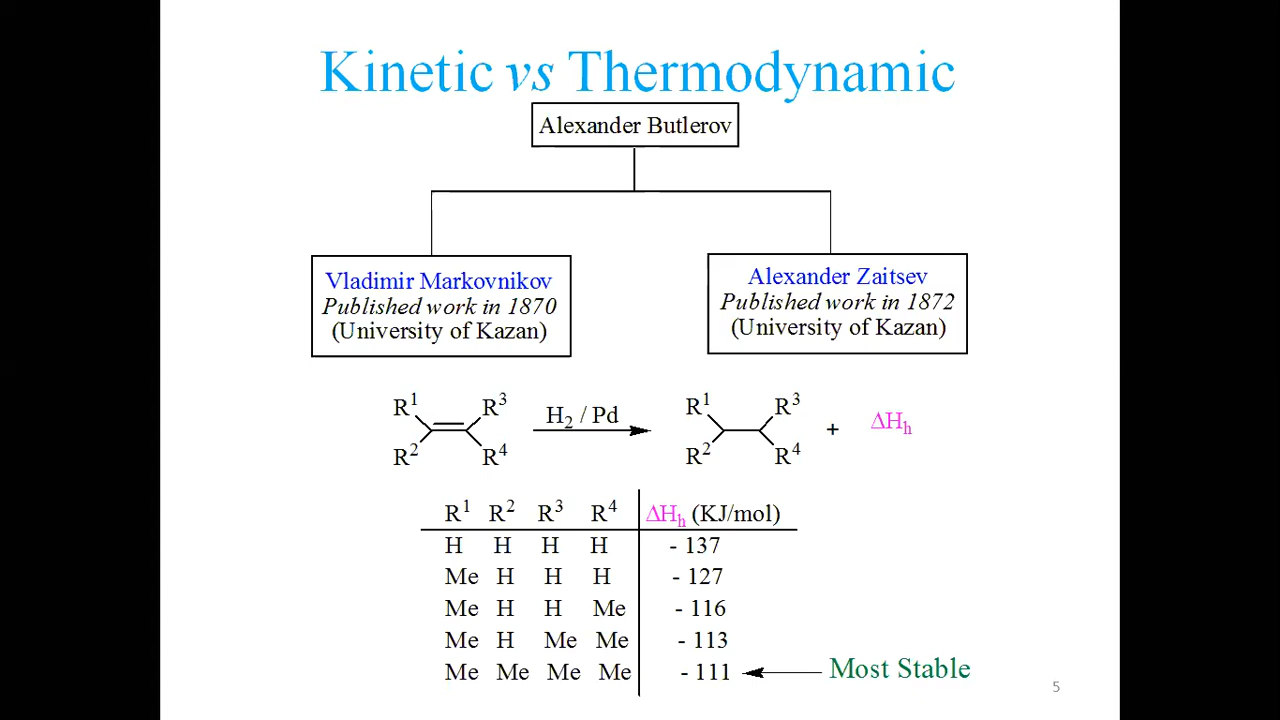 Kinetic vs Thermodynamic
Alexander Butlerov
Vladimir Markovnikov
Published work in 1870
(University of Kazan)
Alexander Zaitsev
Published work in 1872
(University of Kazan)
R¹ R³
R² R⁴
H₂ / Pd
R¹ R³
R² R⁴
+ ΔHₕ
R¹ R² R³ R⁴ ΔHₕ (KJ/mol)
H H H H - 137
Me H H H - 127
Me H H Me - 116
Me H Me Me - 113
Me Me Me Me - 111
Most Stable
5